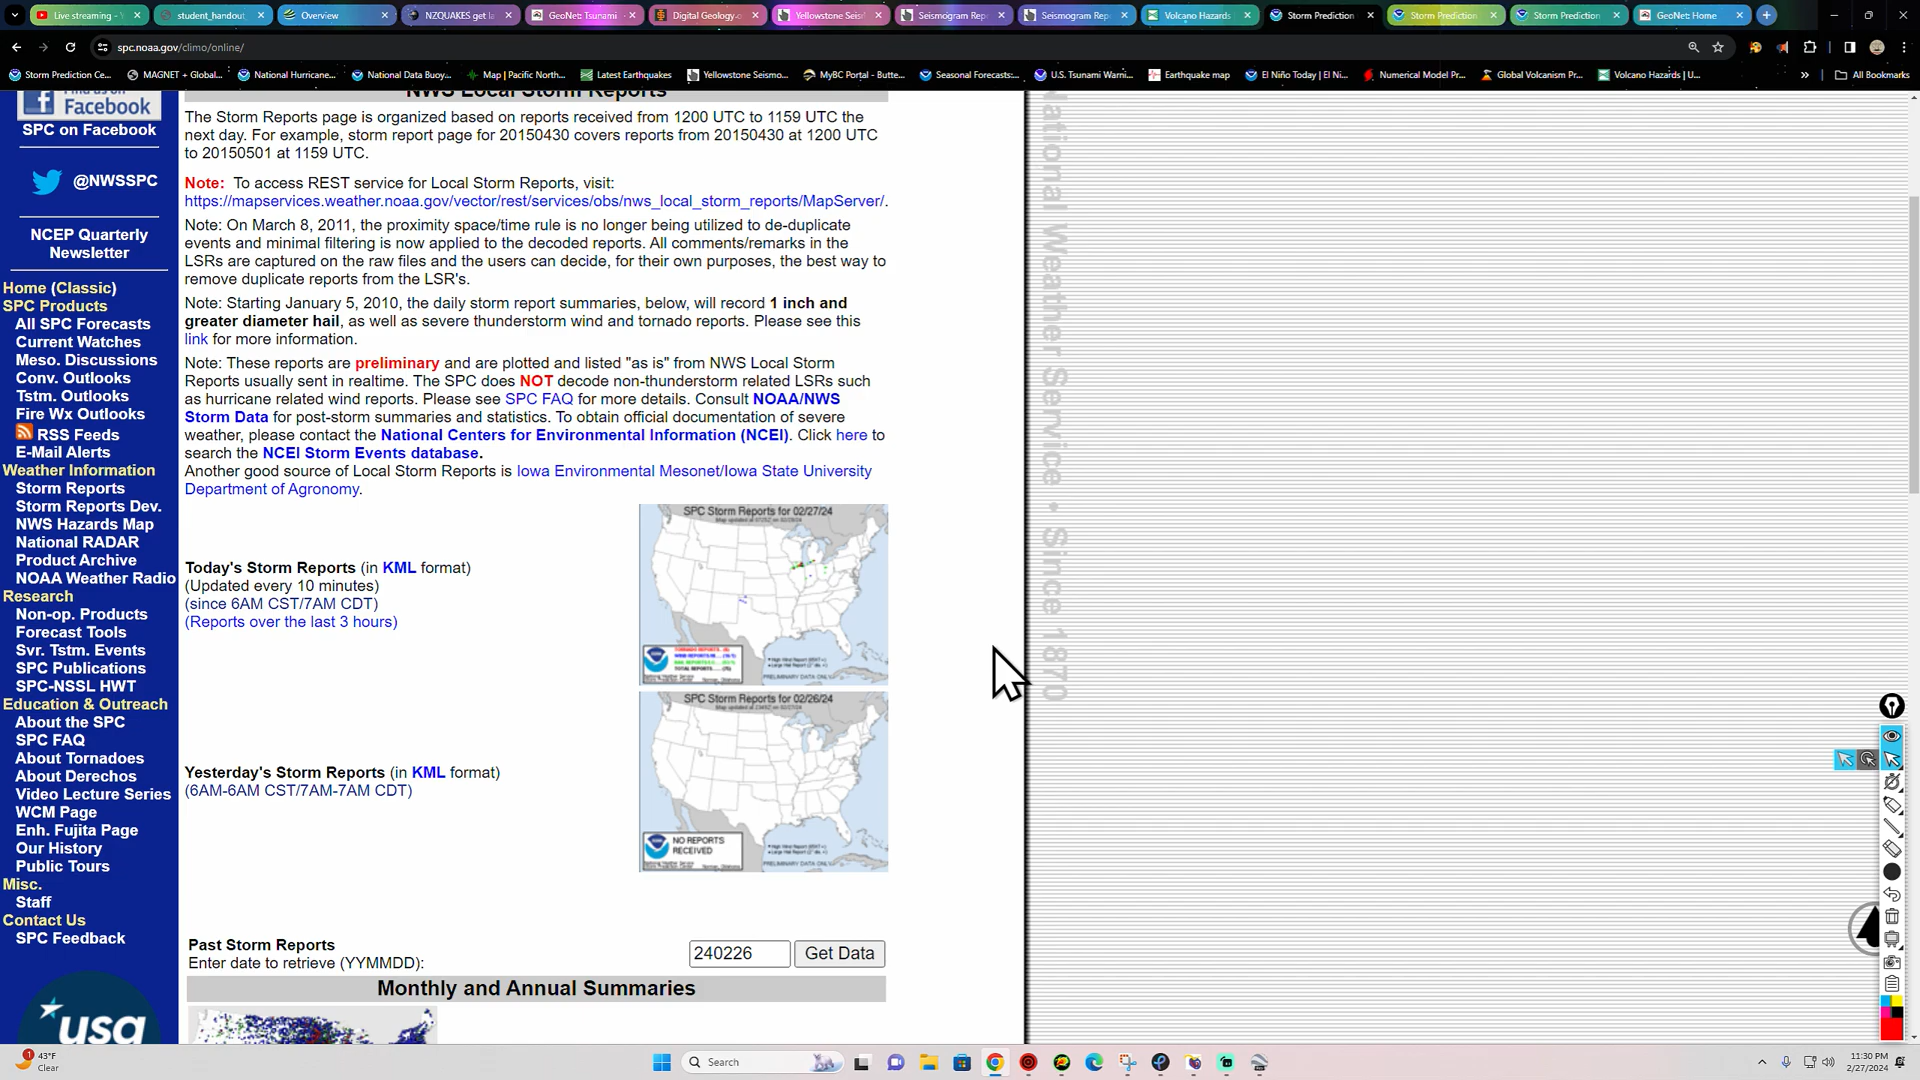 Live streaming -
student_handout
Overview
NZQUAKES get la
GeoNet: Tsunami
Digital Geology-c
Yellowstone Seis
Seismogram Rep
Seismogram Rep
Volcano Hazards
Storm Prediction
Storm Prediction
Storm Prediction
GeoNet: Home
spc.noaa.gov/climo/online/
Storm Prediction Ce...
MAGNET + Global...
National Hurricane...
National Data Buoy...
Map | Pacific North...
Latest Earthquakes
Yellowstone Seismo...
MyBC Portal - Butte...
Seasonal Forecasts:...
U.S. Tsunami Warni...
Earthquake map
El Niño Today | El Ni...
Numerical Model Pr...
Global Volcanism Pr...
Volcano Hazards | U...
All Bookmarks
Find us on
Facebook
SPC on Facebook
@NWSSPC
NCEP Quarterly
Newsletter
Home (Classic)
SPC Products
All SPC Forecasts
Current Watches
Meso. Discussions
Conv. Outlooks
Tstm. Outlooks
Fire Wx Outlooks
RSS Feeds
E-Mail Alerts
Weather Information
Storm Reports
Storm Reports Dev.
NWS Hazards Map
National RADAR
Product Archive
NOAA Weather Radio
Research
Non-op. Products
Forecast Tools
Svr. Tstm. Events
SPC Publications
SPC-NSSL HWT
Education & Outreach
About the SPC
SPC FAQ
About Tornadoes
About Derechos
Video Lecture Series
WCM Page
Enh. Fujita Page
Our History
Public Tours
Misc.
Staff
Contact Us
SPC Feedback
NWS Local Storm Reports
The Storm Reports page is organized based on reports received from 1200 UTC to 1159 UTC the
next day. For example, storm report page for 20150430 covers reports from 20150430 at 1200 UTC
to 20150501 at 1159 UTC.
Note: To access REST service for Local Storm Reports, visit:
https://mapservices.weather.noaa.gov/vector/rest/services/obs/nws_local_storm_reports/MapServer/.
Note: On March 8, 2011, the proximity space/time rule is no longer being utilized to de-duplicate
events and minimal filtering is now applied to the decoded reports. All comments/remarks in the
LSRs are captured on the raw files and the users can decide, for their own purposes, the best way to
remove duplicate reports from the LSR's.
Note: Starting January 5, 2010, the daily storm report summaries, below, will record 1 inch and
greater diameter hail, as well as severe thunderstorm wind and tornado reports. Please see this
link for more information.
Note: These reports are preliminary and are plotted and listed "as is" from NWS Local Storm
Reports usually sent in realtime. The SPC does NOT decode non-thunderstorm related LSRs such
as hurricane related wind reports. Please see SPC FAQ for more details. Consult NOAA/NWS
Storm Data for post-storm summaries and statistics. To obtain official documentation of severe
weather, please contact the National Centers for Environmental Information (NCEI). Click here to
search the NCEI Storm Events database.
Another good source of Local Storm Reports is Iowa Environmental Mesonet/Iowa State University
Department of Agronomy.
SPC Storm Reports for 02/27/24
PRELIMINARY DATA ONLY
Today's Storm Reports (in KML format)
(Updated every 10 minutes)
(since 6AM CST/7AM CDT)
(Reports over the last 3 hours)
SPC Storm Reports for 02/26/24
NO REPORTS
RECEIVED
PRELIMINARY DATA ONLY
Yesterday's Storm Reports (in KML format)
(6AM-6AM CST/7AM-7AM CDT)
Past Storm Reports
Enter date to retrieve (YYMMDD):
240226
Get Data
Monthly and Annual Summaries
ational Weather Service • Since 1870
usa
1
43°F
Clear
Search
11:30 PM
2/27/2024